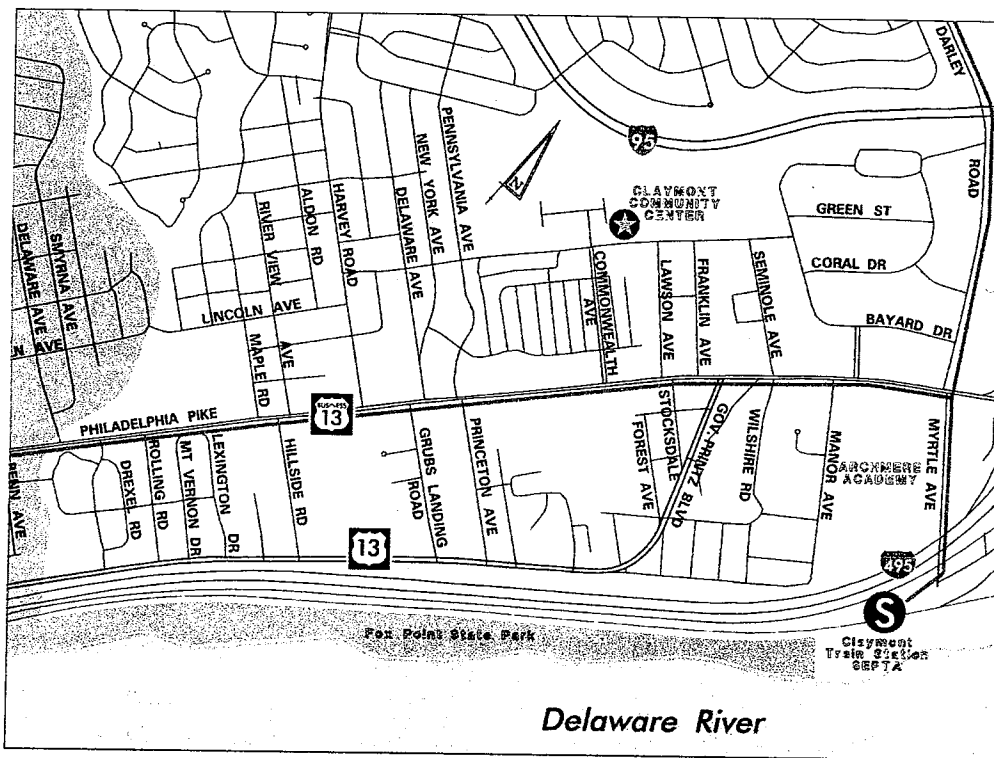 DARLEY
ROAD
95
PENNSYLVANIA AVE
NEW YORK AVE
DELAWARE AVE
HARVEY ROAD
ALDON RD
RIVER VIEW
AVE
N
CLAYMONT
COMMUNITY
CENTER
GREEN ST
CORAL DR
BAYARD DR
SMYRNA AVE
DELAWARE AVE
N AVE
LINCOLN AVE
MAPLE RD
COMMONWEALTH
AVE
LAWSON AVE
FRANKLIN AVE
SEMINOLE AVE
PHILADELPHIA PIKE
BUSINESS
13
PENN AVE
DREXEL RD
ROLLING RD
MT VERNON DR
LEXINGTON
DR
HILLSIDE RD
GRUBS LANDING
ROAD
PRINCETON AVE
FOREST AVE
STOCKSDALE
GOV. PRINTZ BLVD
WILSHIRE RD
MANOR AVE
ARCHMERE
ACADEMY
MYRTLE AVE
13
495
S
Claymont
Train Station
SEPTA
Fox Point State Park
Delaware River